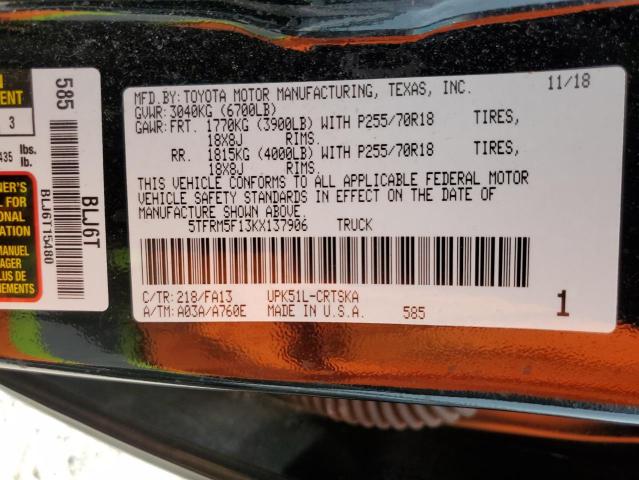 MFD.BY:TOYOTA MOTOR MANUFACTURING, TEXAS, INC. 11/18
GVWR: 3040KG (6700LB)
GAWR: FRT. 1770KG (3900LB) WITH P255/70R18 TIRES,
18X8J RIMS.
RR. 1815KG (4000LB) WITH P255/70R18 TIRES,
18X8J RIMS.
THIS VEHICLE CONFORMS TO ALL APPLICABLE FEDERAL MOTOR
VEHICLE SAFETY STANDARDS IN EFFECT ON THE DATE OF
MANUFACTURE SHOWN ABOVE.
5TFRM5F13KX137906 TRUCK
C/TR:218/FA13 UPK51L-CRTSKA
A/TM:A03A/A760E MADE IN U.S.A. 585 1
585
BLJ6T15480
BLJ6T
3
435 lbs.
lb.
MANUEL